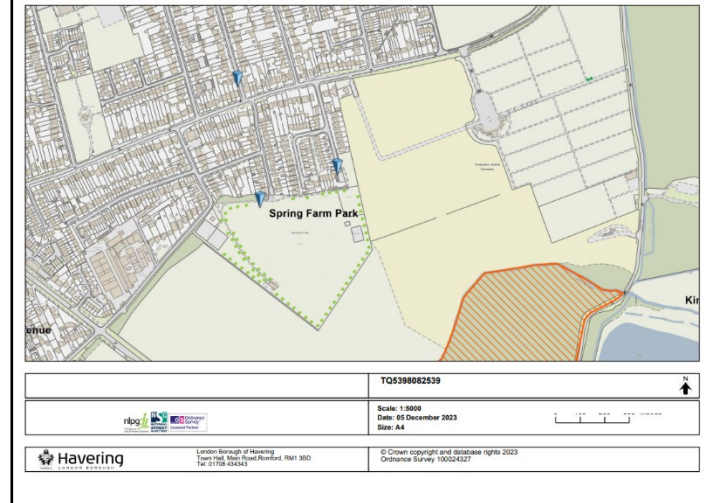 Spring Farm Park
enue
Kin
TQ5398082539
N
nlpg
Scale: 1:5000
Date: 05 December 2023
Size: A4
Havering
LONDON BOROUGH
London Borough of Havering
Town Hall, Main Road,Romford, RM1 3BD
Tel: 01708 434343
© Crown copyright and database rights 2023
Ordnance Survey 100024327